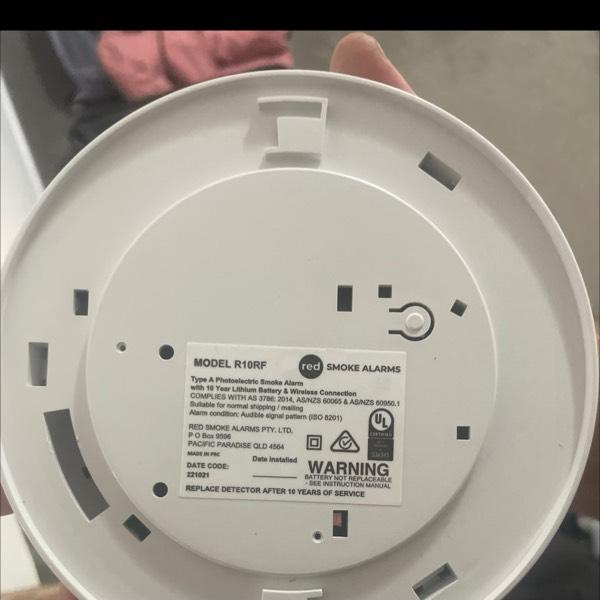 MODEL R10RF
red SMOKE ALARMS
Type A Photoelectric Smoke Alarm
with 10 Year Lithium Battery & Wireless Connection
COMPLIES WITH AS 3786: 2014, AS/NZS 60065 & AS/NZS 60950.1
Suitable for normal shipping / mailing
Alarm condition: Audible signal pattern (ISO 8201)
RED SMOKE ALARMS PTY. LTD.
P O Box 9596
PACIFIC PARADISE QLD 4564
MADE IN PRC
UL
CERTIFIED
DATE CODE:
221021
Date installed
WARNING
BATTERY NOT REPLACEABLE
- SEE INSTRUCTION MANUAL
REPLACE DETECTOR AFTER 10 YEARS OF SERVICE